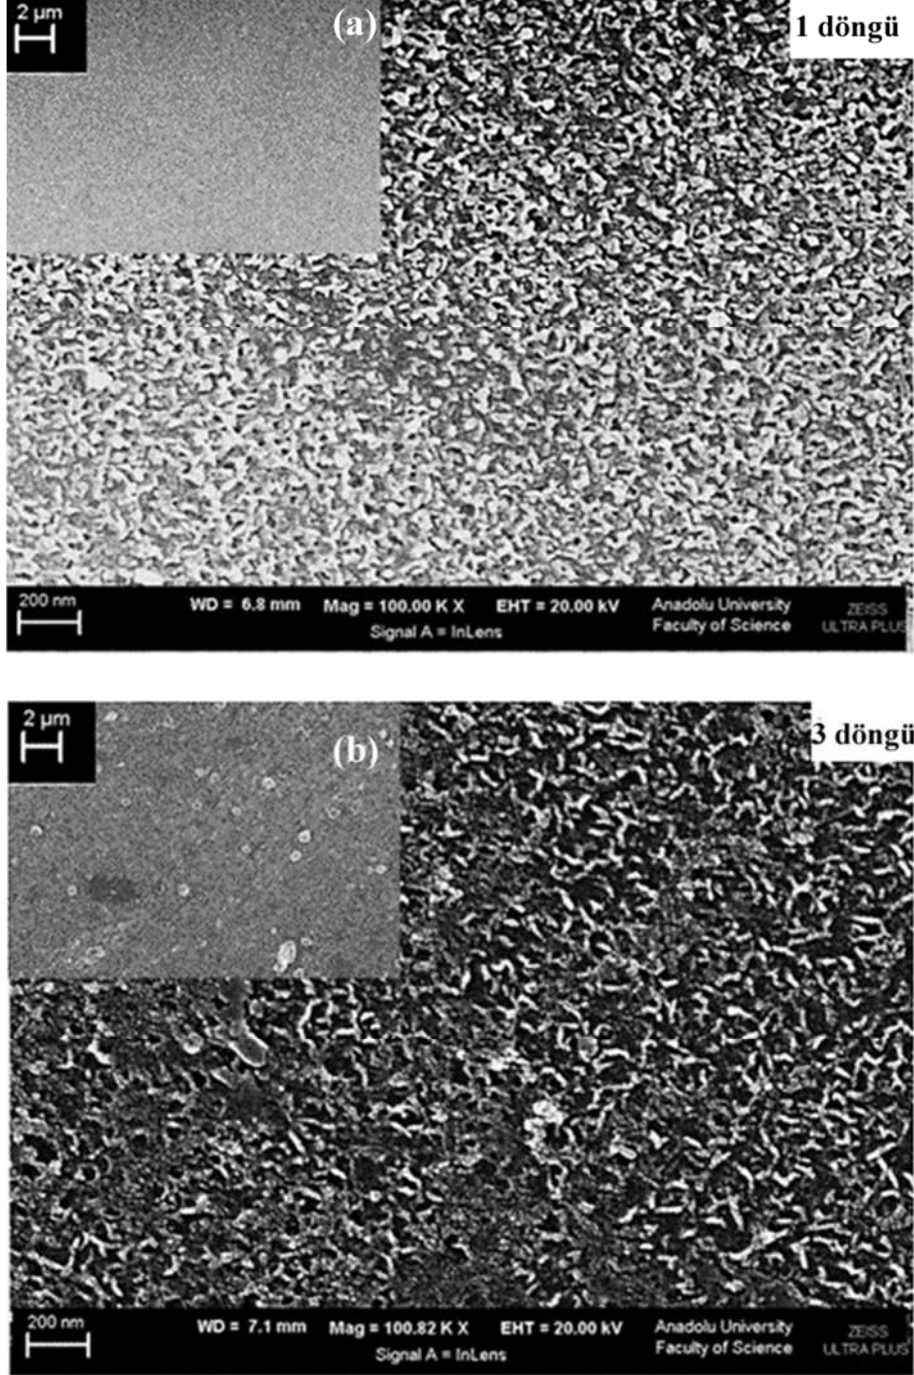 2 µm
(a)
1 döngü
200 nm
WD = 6.8 mm Mag = 100.00 K X EHT = 20.00 kV
Signal A = InLens
Anadolu University
Faculty of Science
ZEISS
ULTRA PLUS
2 µm
(b)
3 döngü
200 nm
WD = 7.1 mm Mag = 100.82 K X EHT = 20.00 kV
Signal A = InLens
Anadolu University
Faculty of Science
ZEISS
ULTRA PLUS